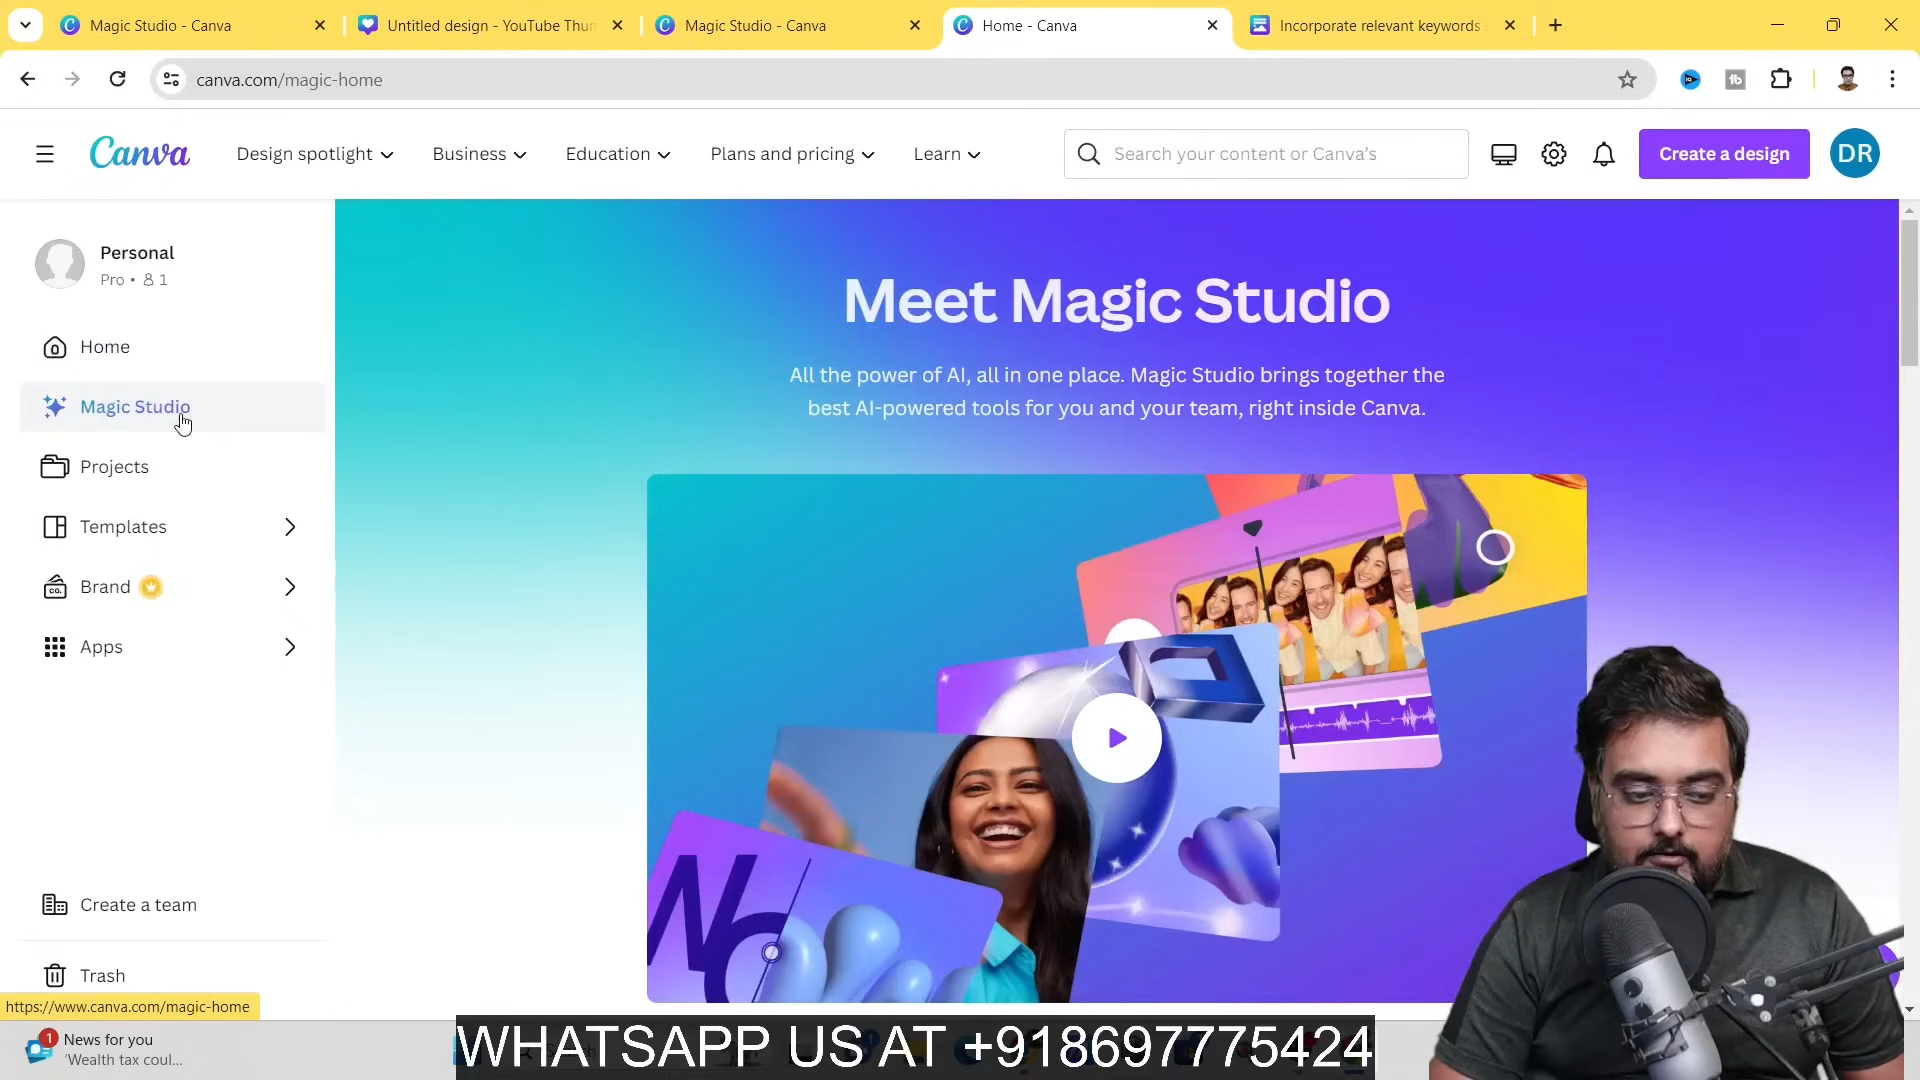 Magic Studio - Canva
Untitled design - YouTube Thun
Magic Studio - Canva
Home - Canva
Incorporate relevant keywords
canva.com/magic-home
Canva
Design spotlight
Business
Education
Plans and pricing
Learn
Search your content or Canva's
Create a design
DR
Personal
Pro • 1
Home
Magic Studio
Projects
Templates
Brand
Apps
Create a team
Trash
Meet Magic Studio
All the power of AI, all in one place. Magic Studio brings together the
best AI-powered tools for you and your team, right inside Canva.
https://www.canva.com/magic-home
1
News for you
'Wealth tax coul...
WHATSAPP US AT +918697775424